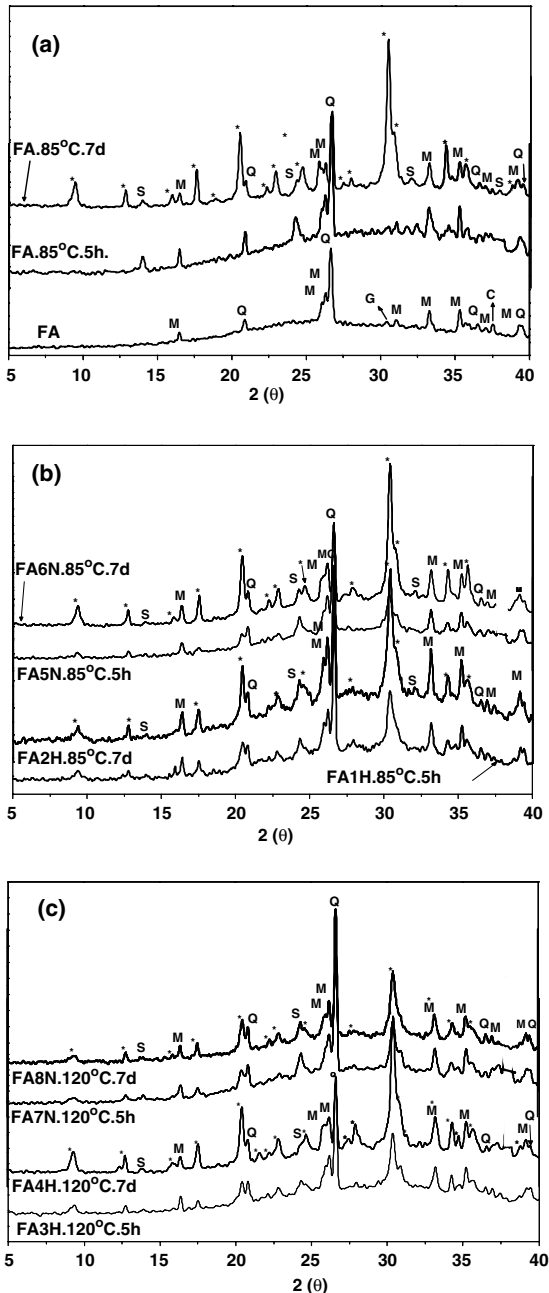 (a)
*
Q
FA.85°C.7d
* S M * * * * Q * * S * M M * * * S M * M * Q M S * M Q
FA.85°C.5h.
Q
M
M
FA
M Q G M M M Q M C M Q
5 10 15 20 25 30 35 40
2 (θ)
(b)
*
Q
FA6N.85°C.7d
* * S * M * * Q * * S * M M * * * S M * M * Q M
FA5N.85°C.5h
M
* * S M * * Q * * S * M * * * S M * M * Q M M
FA2H.85°C.7d
FA1H.85°C.5h
5 10 15 20 25 30 35 40
2 (θ)
(c)
Q
*
* * S * M * * Q * * S * M M * * M * M * Q M M Q
FA8N.120°C.7d
FA7N.120°C.5h
* * * S * M * * Q * * S * M M * * * M * * M * Q M * M Q
FA4H.120°C.7d
FA3H.120°C.5h
5 10 15 20 25 30 35 40
2 (θ)